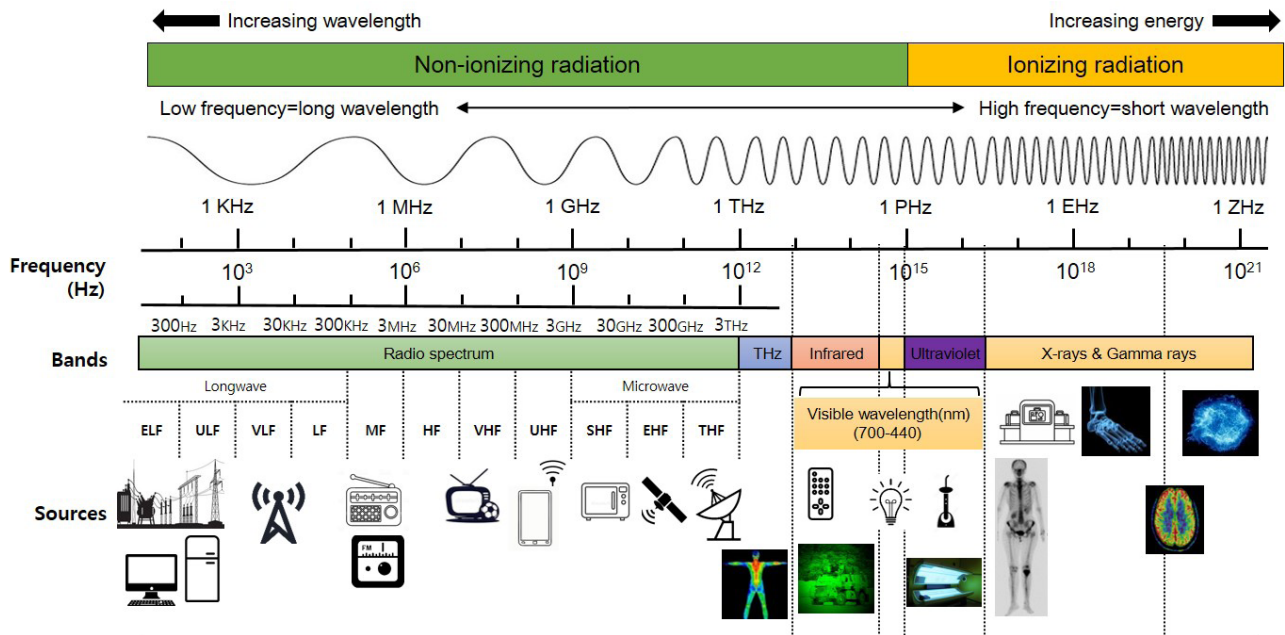 Increasing wavelength Increasing energy
Non-ionizing radiation Ionizing radiation
Low frequency=long wavelength High frequency=short wavelength
1 KHz 1 MHz 1 GHz 1 THz 1 PHz 1 EHz 1 ZHz
Frequency (Hz) 10³ 10⁶ 10⁹ 10¹² 10¹⁵ 10¹⁸ 10²¹
300Hz 3KHz 30KHz 300KHz 3MHz 30MHz 300MHz 3GHz 30GHz 300GHz 3THz
Bands Radio spectrum THz Infrared Ultraviolet X-rays & Gamma rays
Longwave Microwave
Visible wavelength(nm)
(700-440)
ELF ULF VLF LF MF HF VHF UHF SHF EHF THF
Sources
FM